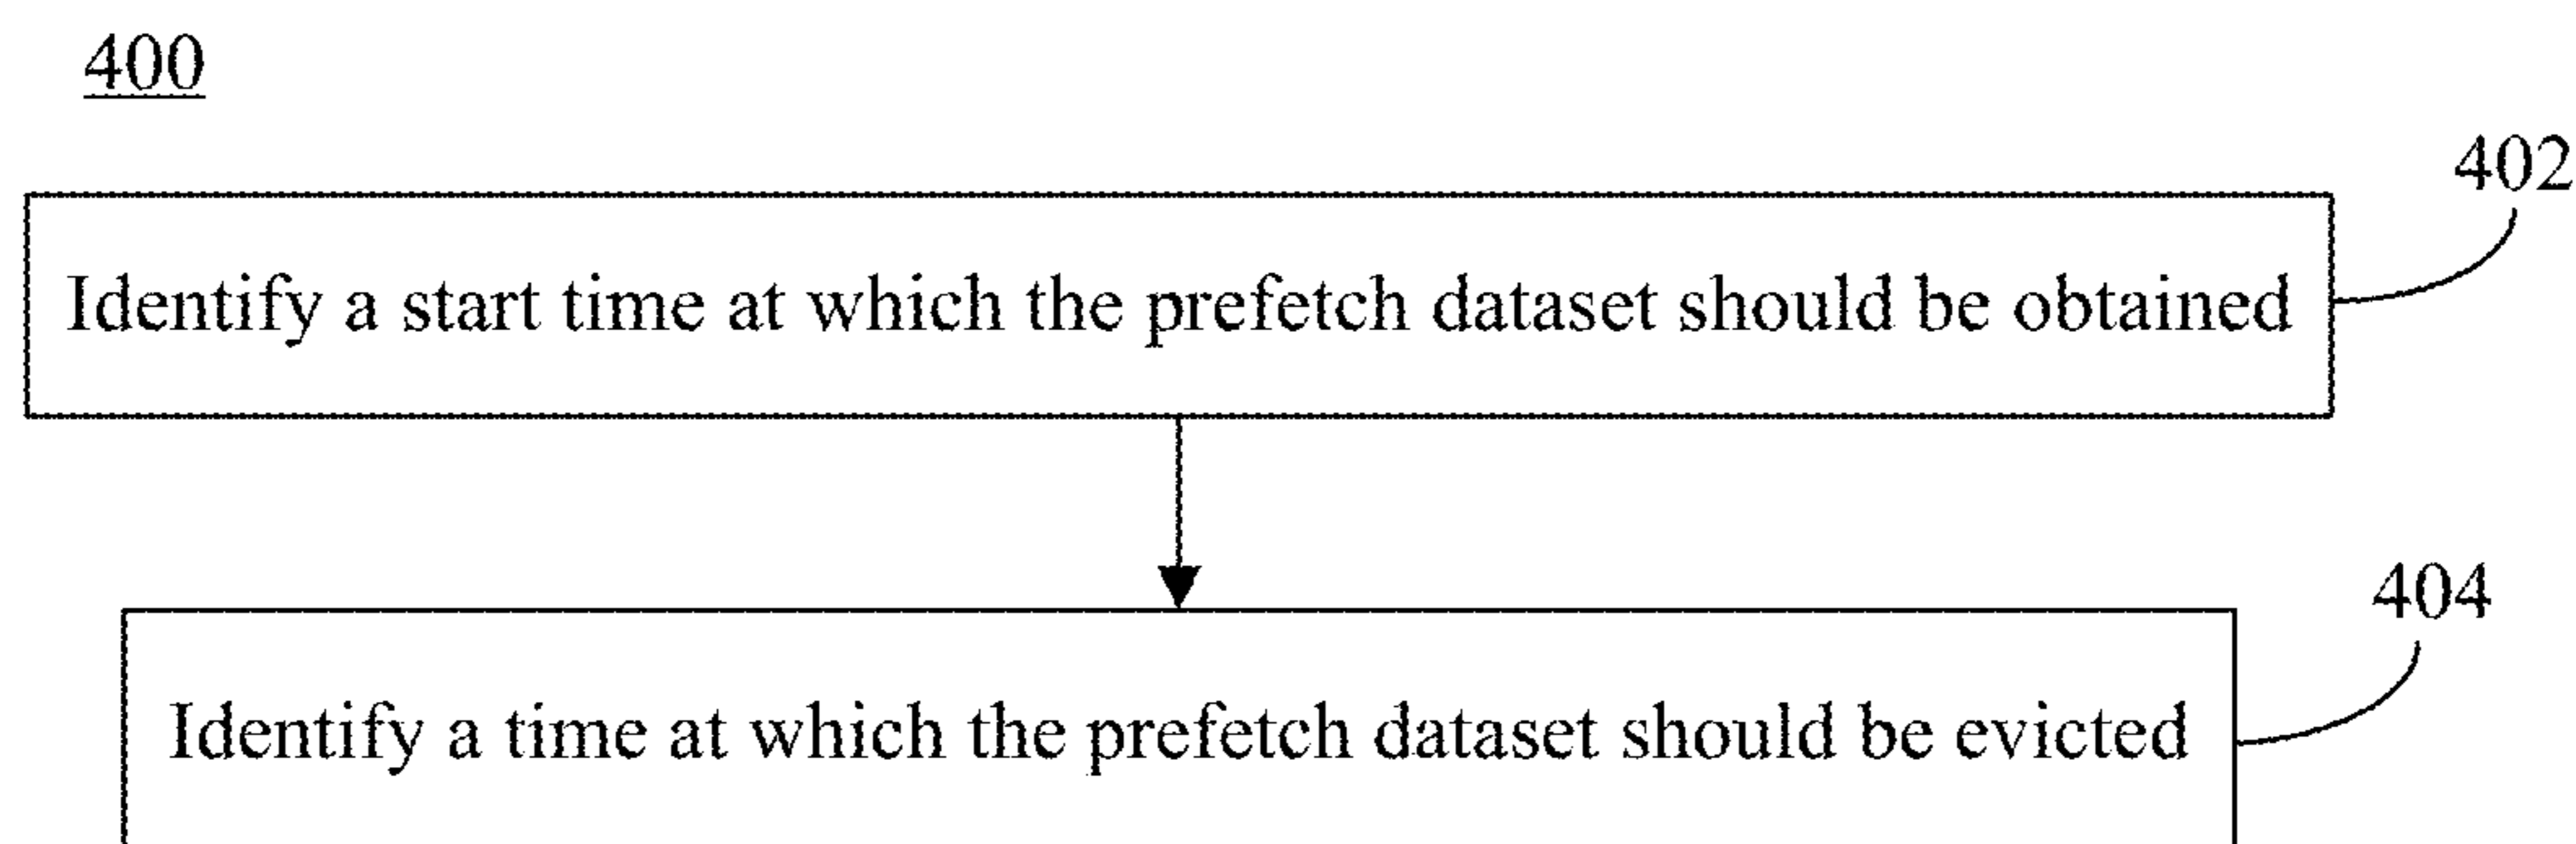 400
402
Identify a start time at which the prefetch dataset should be obtained
404
Identify a time at which the prefetch dataset should be evicted